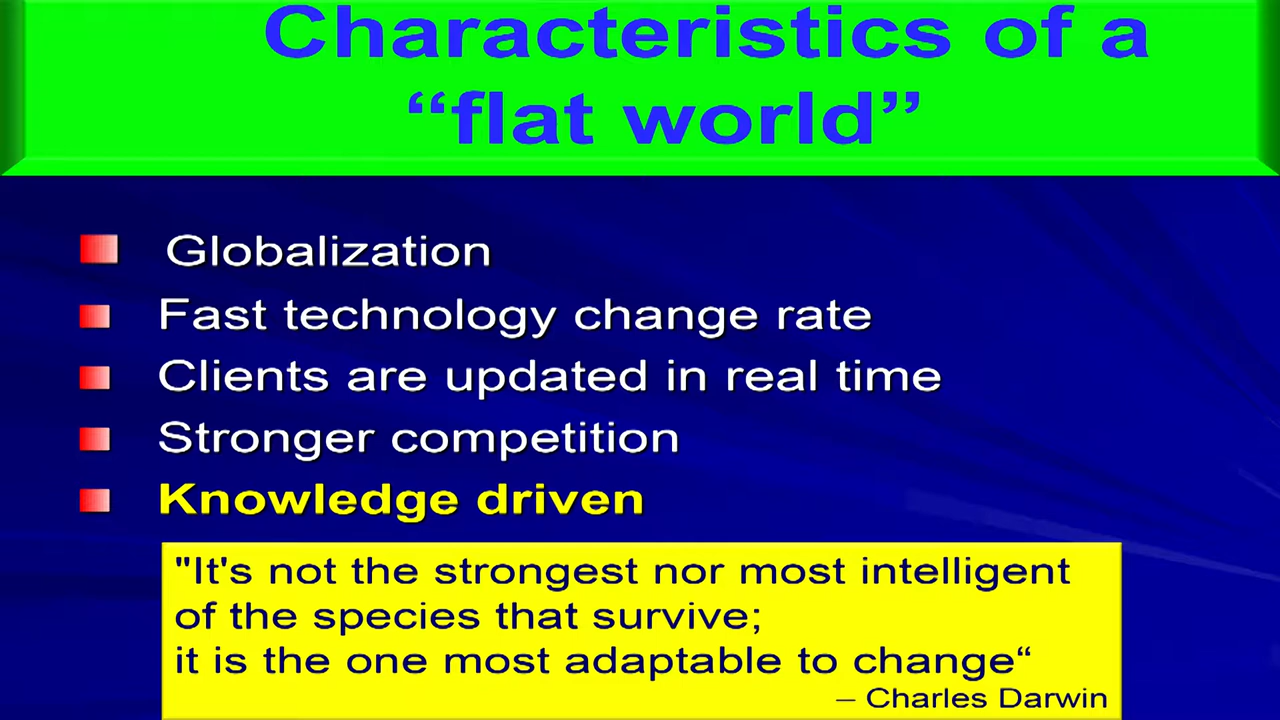 Characteristics of a
“flat world”
Globalization
Fast technology change rate
Clients are updated in real time
Stronger competition
Knowledge driven
"It's not the strongest nor most intelligent
of the species that survive;
it is the one most adaptable to change“
– Charles Darwin